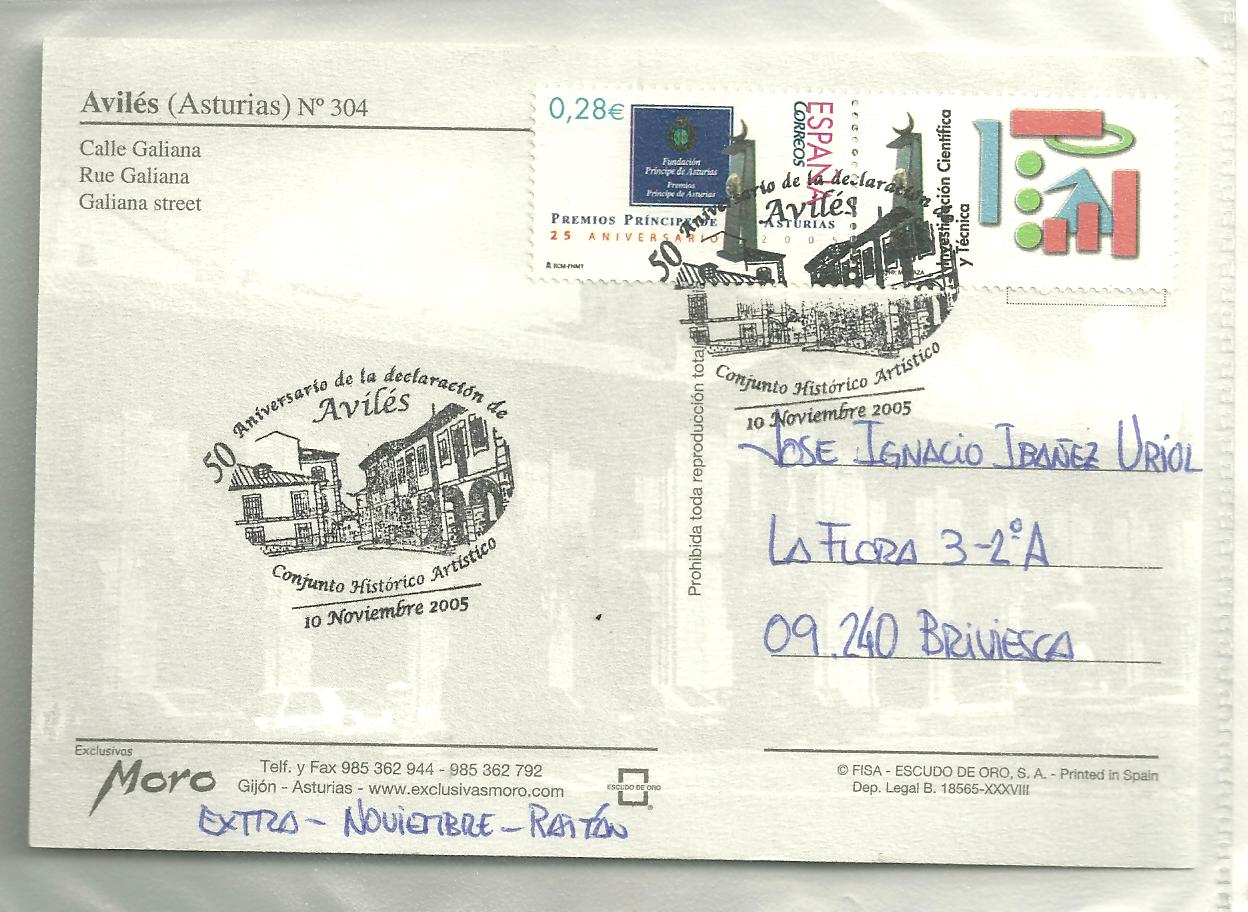 Avilés (Asturias) Nº 304
Calle Galiana
Rue Galiana
Galiana street
0,28€
Fundación
Príncipe de Asturias
Premios
Príncipe de Asturias
ESPAÑA
CORREOS
PREMIOS PRÍNCIPE DE ASTURIAS
25 ANIVERSARIO 2005
RCM-FNMT
Investigación Científica
y Técnica
50 Aniversario de la declaración de
Avilés
Conjunto Histórico Artístico
10 Noviembre 2005
50 Aniversario de la declaración de
Avilés
Conjunto Histórico Artístico
10 Noviembre 2005
Prohibida toda reproducción total
JOSE IGNACIO IBAÑEZ URIOL
LA FLORA 3-2ºA
09.240 BRIVIESCA
Exclusivas
Moro
Telf. y Fax 985 362 944 - 985 362 792
Gijón - Asturias - www.exclusivasmoro.com
ESCUDO DE ORO
© FISA - ESCUDO DE ORO, S. A. - Printed in Spain
Dep. Legal B. 18565-XXXVIII
EXTRA - NOVIEMBRE - RAITÁN